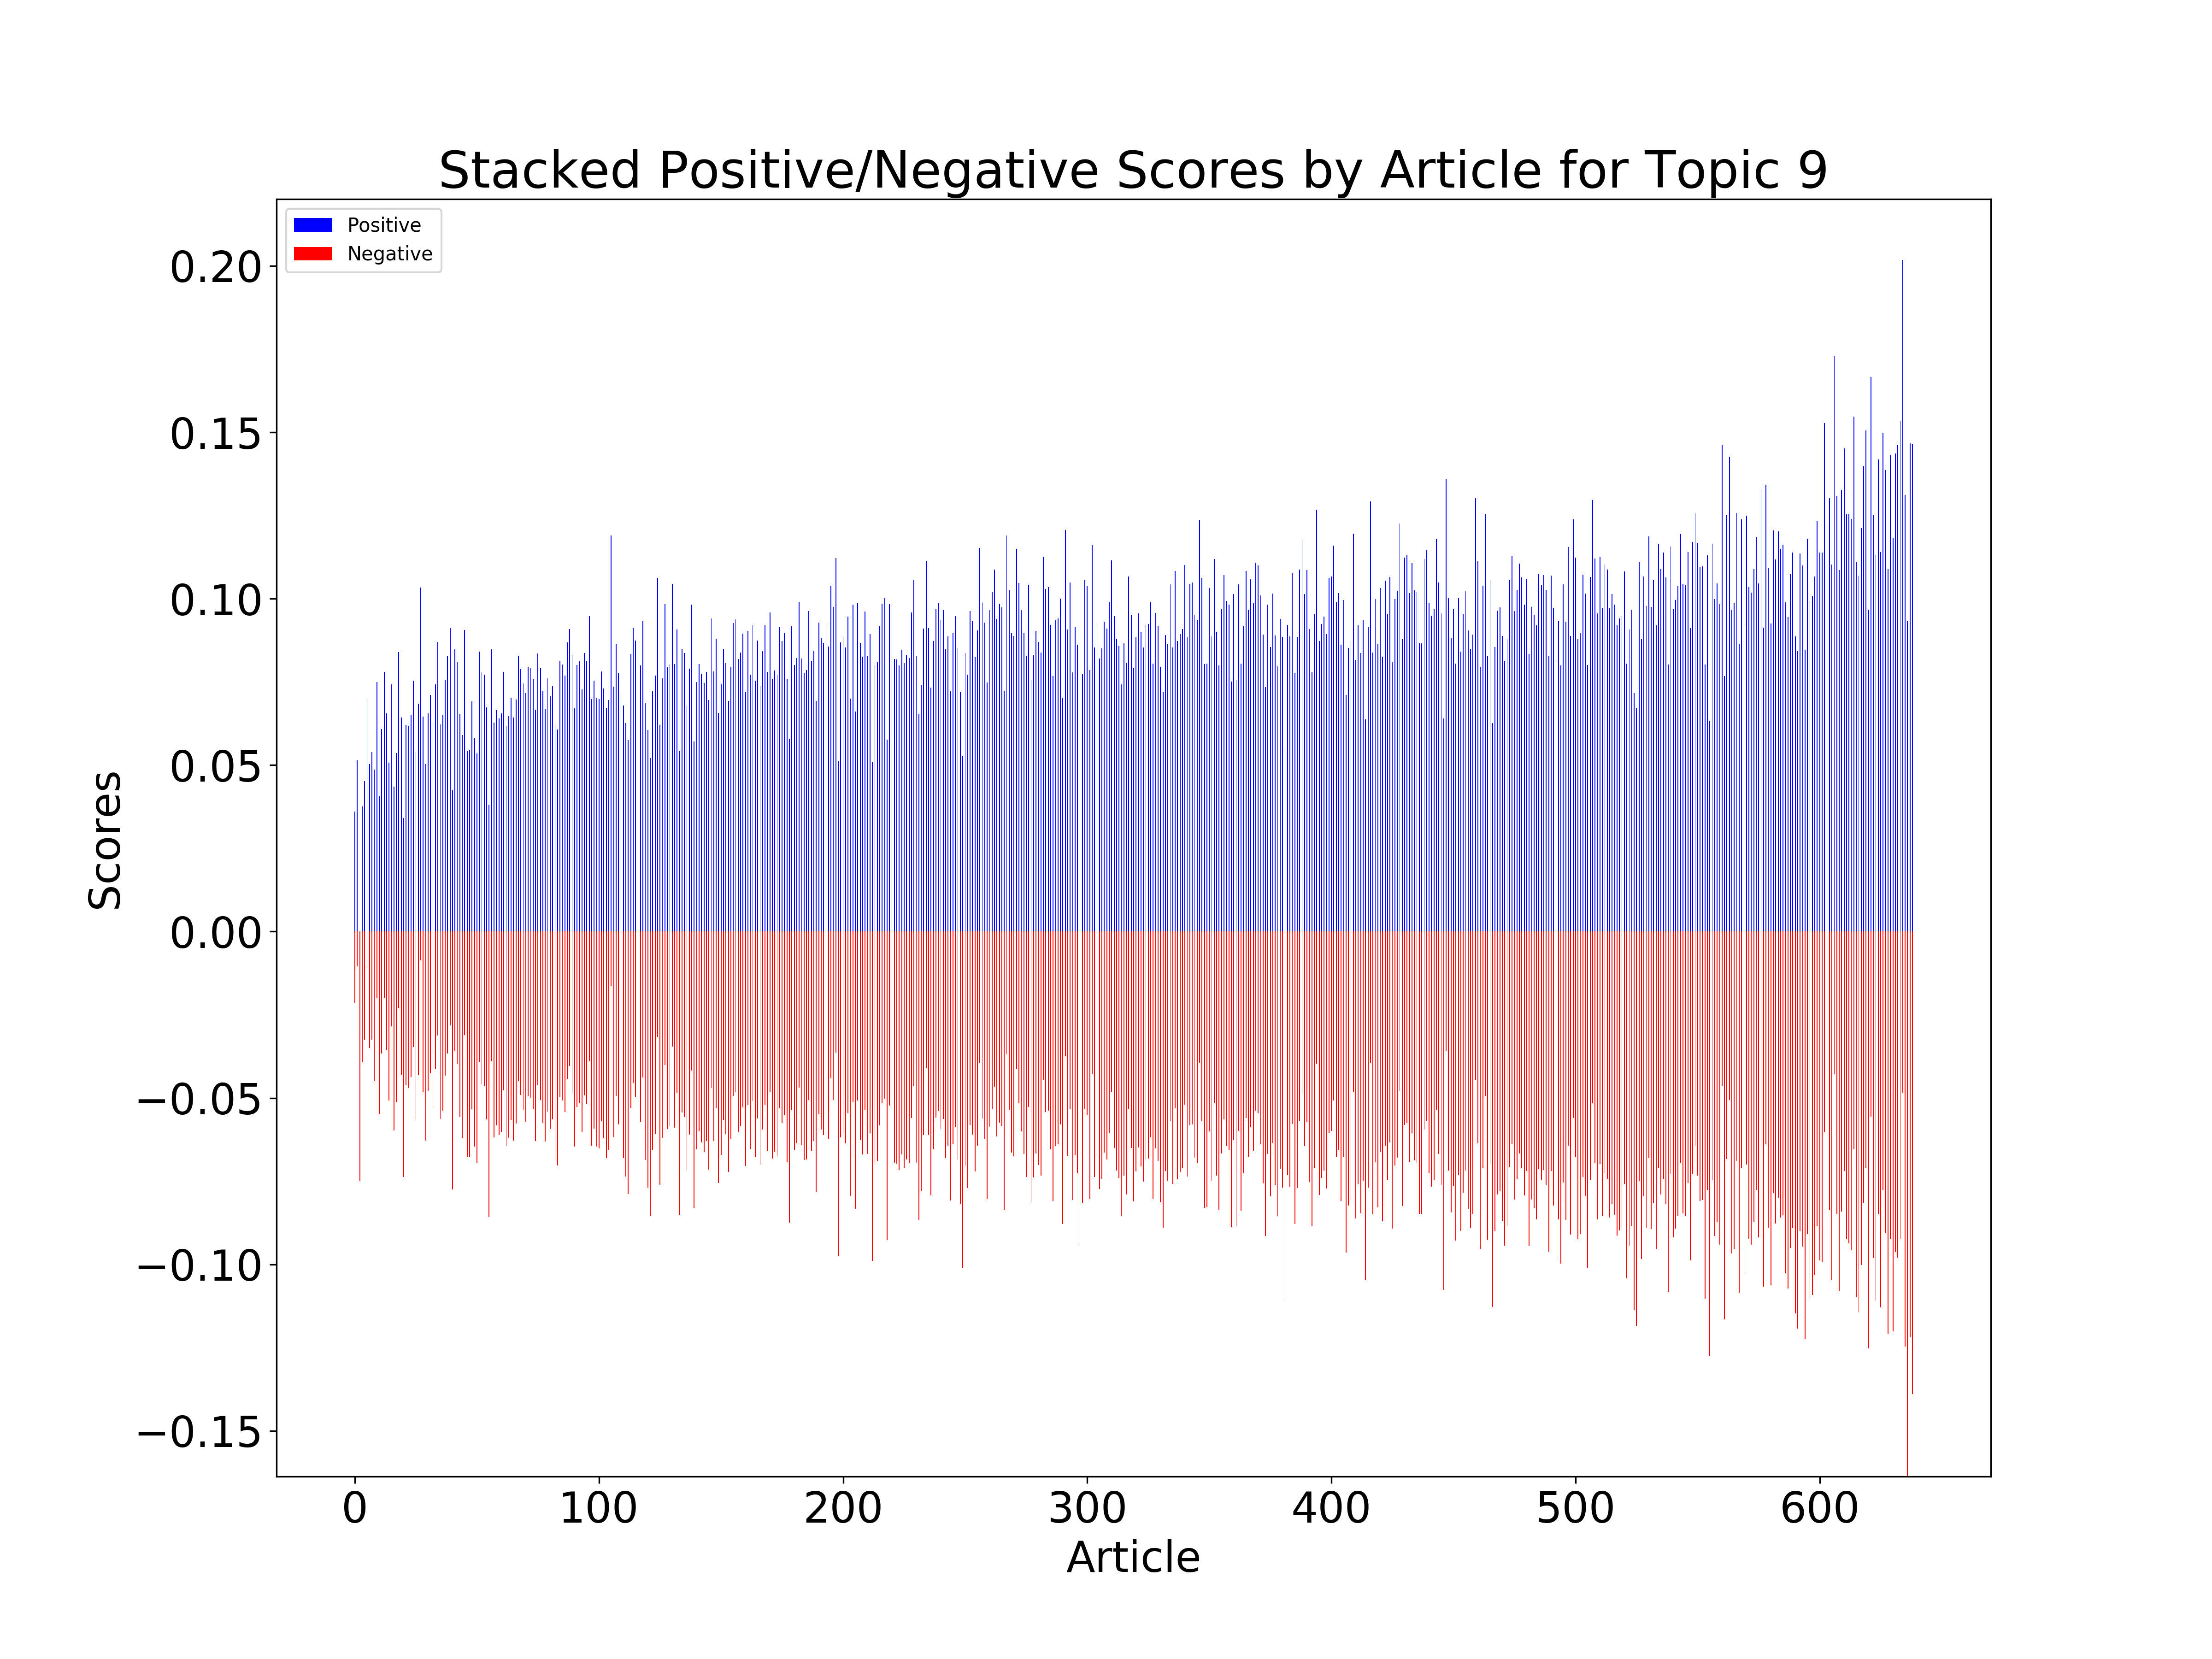 Stacked Positive/Negative Scores by Article for Topic 9
Positive
Negative
0.20
0.15
0.10
0.05
0.00
−0.05
−0.10
−0.15
Scores
0 100 200 300 400 500 600
Article